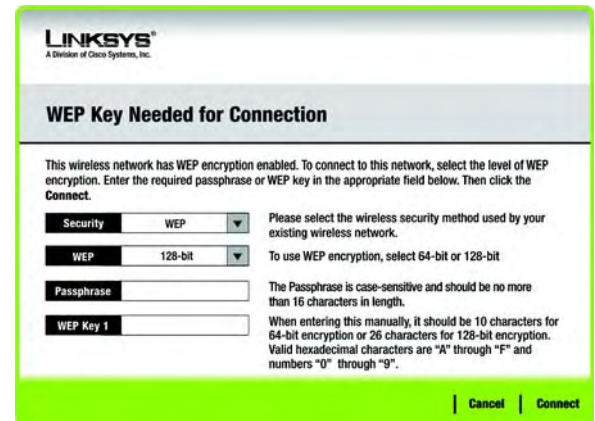 LINKSYS®
A Division of Cisco Systems, Inc.
WEP Key Needed for Connection
This wireless network has WEP encryption enabled. To connect to this network, select the level of WEP
encryption. Enter the required passphrase or WEP key in the appropriate field below. Then click the
Connect.
Security WEP
Please select the wireless security method used by your
existing wireless network.
WEP 128-bit
To use WEP encryption, select 64-bit or 128-bit
Passphrase
The Passphrase is case-sensitive and should be no more
than 16 characters in length.
WEP Key 1
When entering this manually, it should be 10 characters for
64-bit encryption or 26 characters for 128-bit encryption.
Valid hexadecimal characters are “A” through “F” and
numbers “0” through “9”.
Cancel Connect